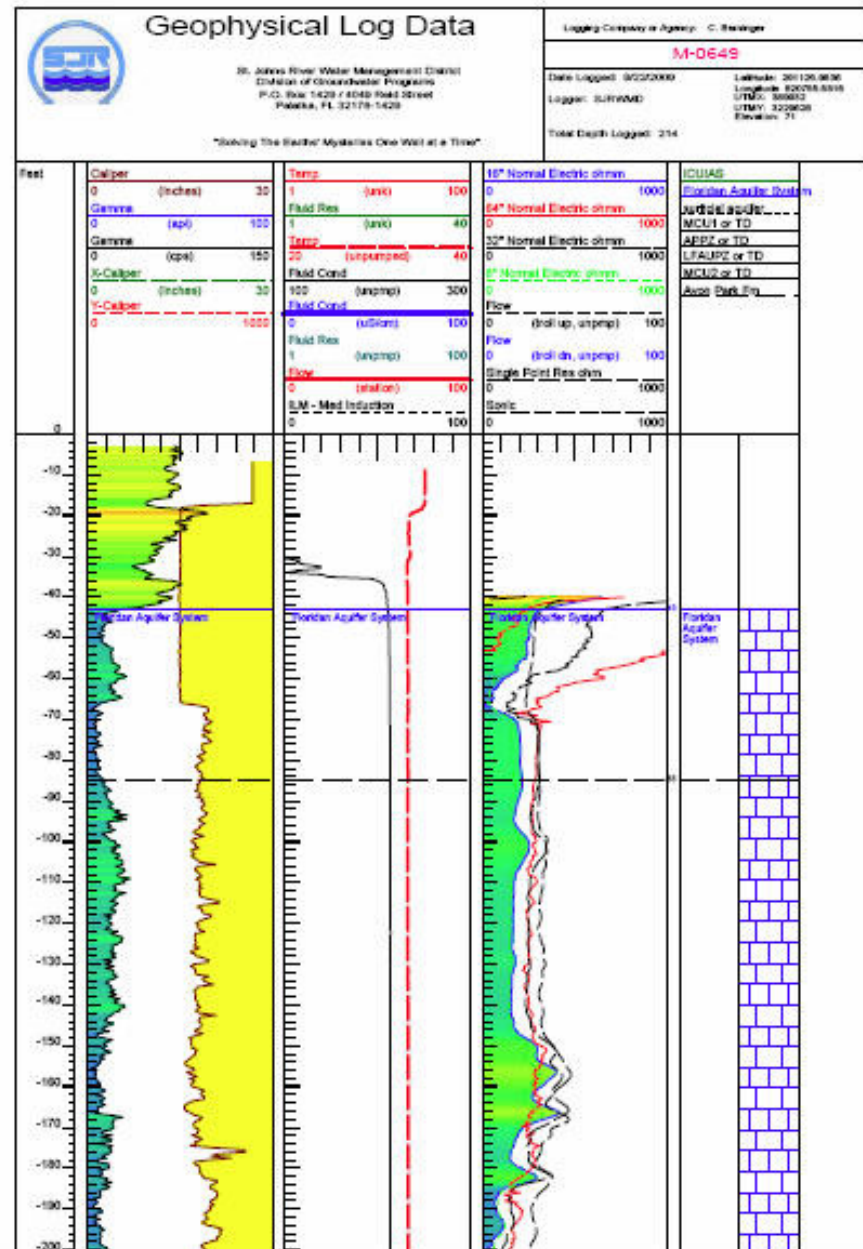 SJR
Geophysical Log Data
St. Johns River Water Management District
Division of Groundwater Programs
P.O. Box 1429 / 4049 Reid Street
Palatka, FL 32178-1429
"Solving The Earths' Mysteries One Well at a Time"
Logging Company or Agency: C.
M-0649
Date Logged:
Logger: SJRWMD
Total Depth Logged: 214
Latitude:
Longitude:
UTMX:
UTMY:
Elevation: 71
Feet
0
Caliper
0 (Inches) 30
Gamma
0 (api) 100
Gamma
0 (cps) 150
X-Caliper
0 (Inches) 30
Y-Caliper
0 1000
Temp
1 (unk) 100
Fluid Res
1 (unk) 40
Temp
20 (unpumped) 40
Fluid Cond
100 (unpmp) 300
Fluid Cond
0 (uS/cm) 100
Fluid Res
1 (unpmp) 100
Flow
0 (station) 100
ILM - Med Induction
0 100
16" Normal Electric ohmm
0 1000
64" Normal Electric ohmm
0 1000
32" Normal Electric ohmm
0 1000
8" Normal Electric ohmm
0 1000
Flow
0 (troll up, unpmp) 100
Flow
0 (troll dn, unpmp) 100
Single Point Res ohm
0 1000
Sonic
0 1000
ICU/IAS
Floridan Aquifer System
surficial aquifer
MCU1 or TD
APPZ or TD
LFAUPZ or TD
MCU2 or TD
Avon Park Fm
-10
-20
-30
-40
-50
-60
-70
-80
-90
-100
-110
-120
-130
-140
-150
-160
-170
-180
-190
-200
Floridan Aquifer System
Floridan Aquifer System
Floridan Aquifer System
Floridan
Aquifer
System